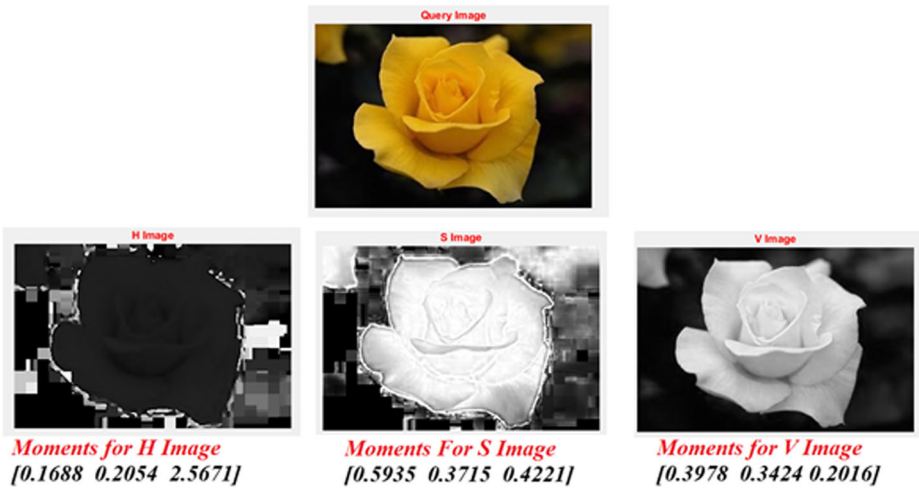 Query Image
H Image
S Image
V Image
Moments for H Image
[0.1688 0.2054 2.5671]
Moments For S Image
[0.5935 0.3715 0.4221]
Moments for V Image
[0.3978 0.3424 0.2016]